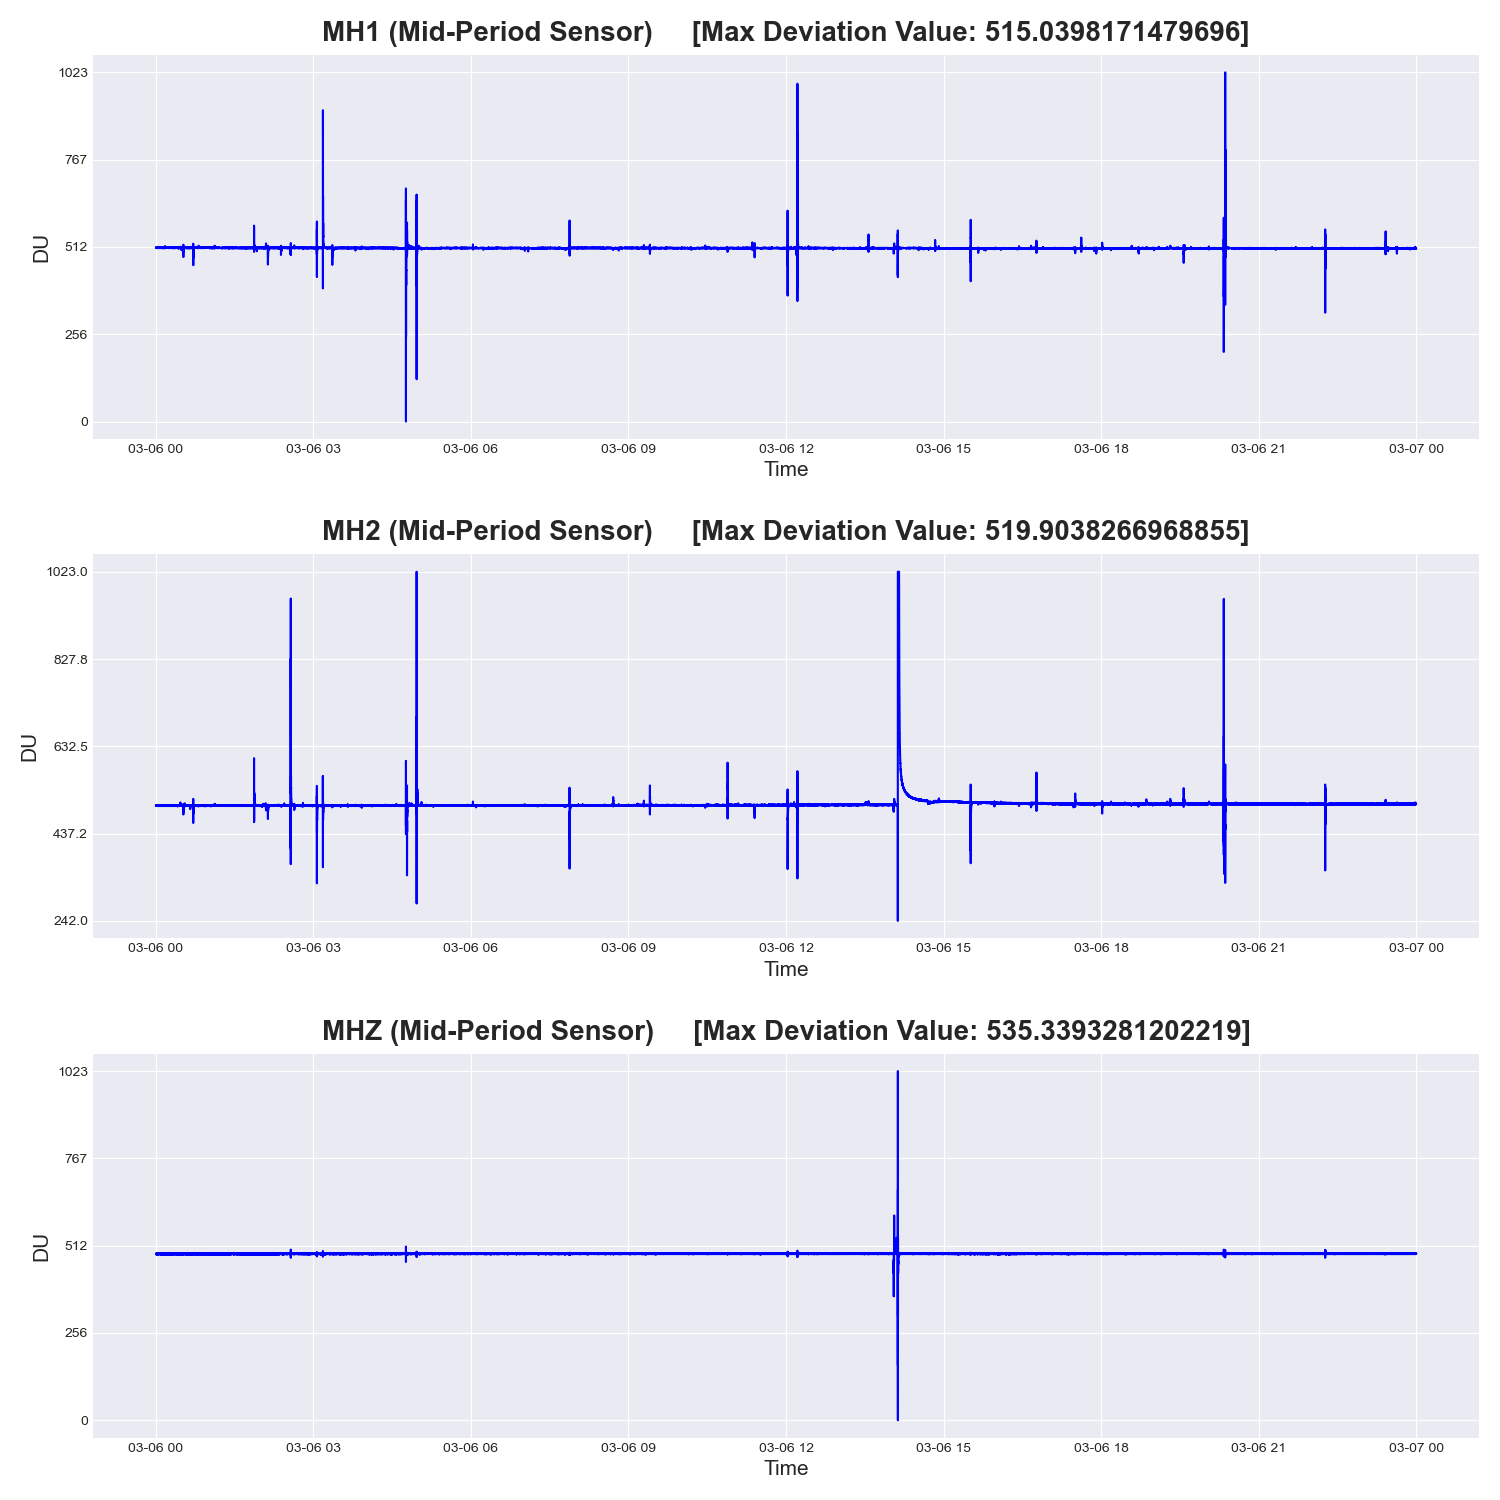 MH1 (Mid-Period Sensor) [Max Deviation Value: 515.0398171479696]
1023
767
512
256
0
DU
03-06 00 03-06 03 03-06 06 03-06 09 03-06 12 03-06 15 03-06 18 03-06 21 03-07 00
Time
MH2 (Mid-Period Sensor) [Max Deviation Value: 519.9038266968855]
1023.0
827.8
632.5
437.2
242.0
DU
03-06 00 03-06 03 03-06 06 03-06 09 03-06 12 03-06 15 03-06 18 03-06 21 03-07 00
Time
MHZ (Mid-Period Sensor) [Max Deviation Value: 535.3393281202219]
1023
767
512
256
0
DU
03-06 00 03-06 03 03-06 06 03-06 09 03-06 12 03-06 15 03-06 18 03-06 21 03-07 00
Time